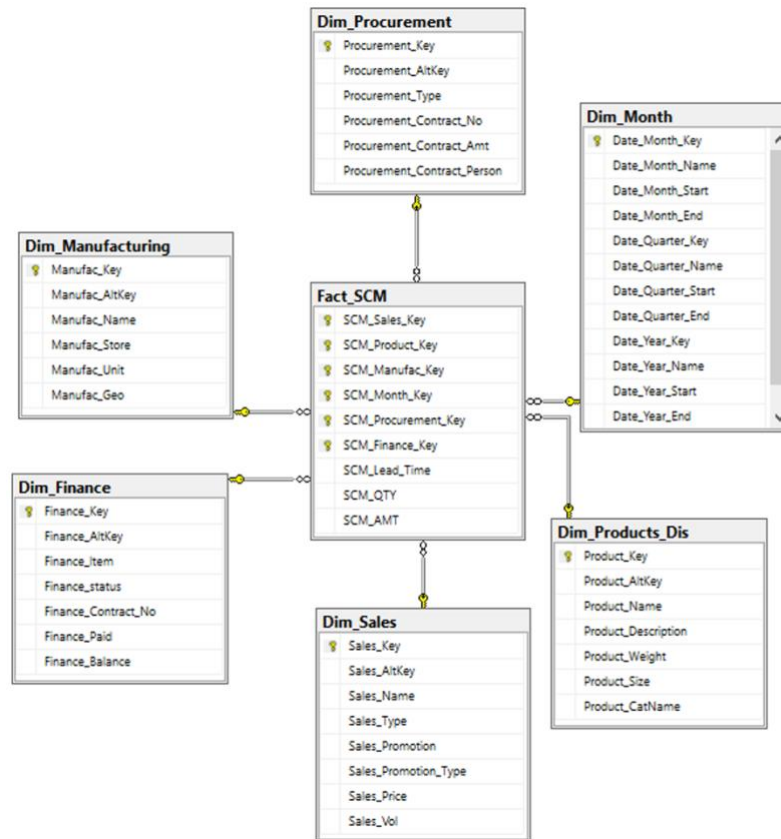 Dim_Procurement
Procurement_Key
Procurement_AltKey
Procurement_Type
Procurement_Contract_No
Procurement_Contract_Amt
Procurement_Contract_Person
Dim_Month
Date_Month_Key
Date_Month_Name
Date_Month_Start
Date_Month_End
Date_Quarter_Key
Date_Quarter_Name
Date_Quarter_Start
Date_Quarter_End
Date_Year_Key
Date_Year_Name
Date_Year_Start
Date_Year_End
Dim_Manufacturing
Manufac_Key
Manufac_AltKey
Manufac_Name
Manufac_Store
Manufac_Unit
Manufac_Geo
Fact_SCM
SCM_Sales_Key
SCM_Product_Key
SCM_Manufac_Key
SCM_Month_Key
SCM_Procurement_Key
SCM_Finance_Key
SCM_Lead_Time
SCM_QTY
SCM_AMT
Dim_Finance
Finance_Key
Finance_AltKey
Finance_Item
Finance_status
Finance_Contract_No
Finance_Paid
Finance_Balance
Dim_Products_Dis
Product_Key
Product_AltKey
Product_Name
Product_Description
Product_Weight
Product_Size
Product_CatName
Dim_Sales
Sales_Key
Sales_AltKey
Sales_Name
Sales_Type
Sales_Promotion
Sales_Promotion_Type
Sales_Price
Sales_Vol